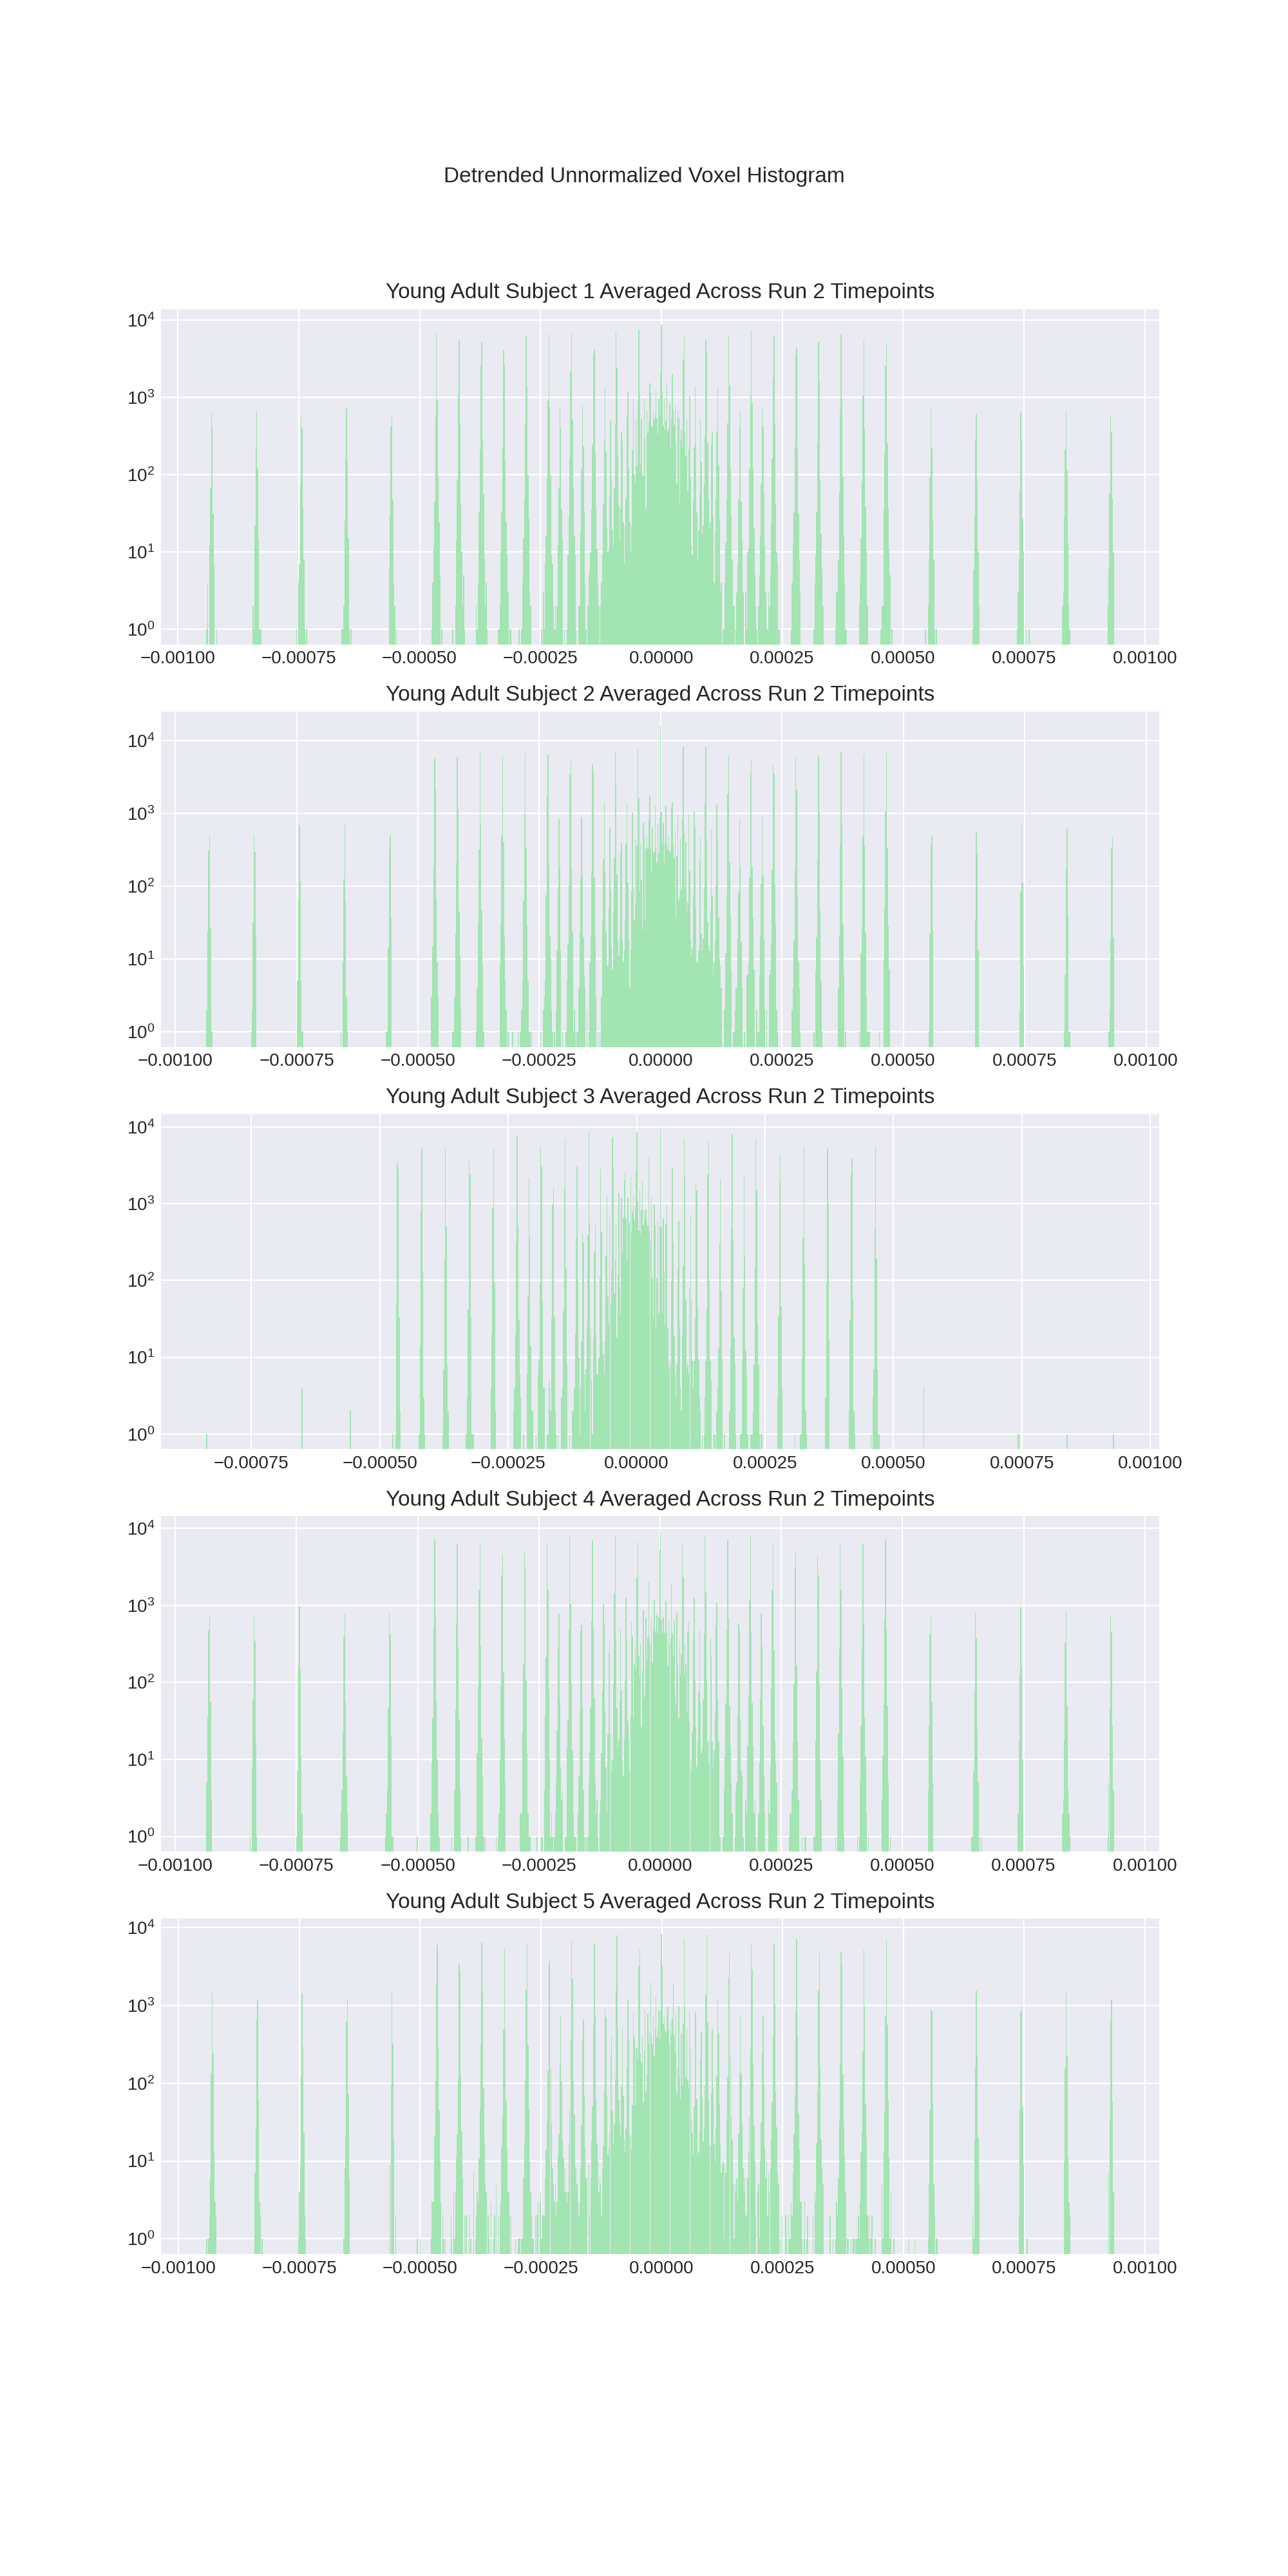 Detrended Unnormalized Voxel Histogram
Young Adult Subject 1 Averaged Across Run 2 Timepoints
10⁴
10³
10²
10¹
10⁰
−0.00100 −0.00075 −0.00050 −0.00025 0.00000 0.00025 0.00050 0.00075 0.00100
Young Adult Subject 2 Averaged Across Run 2 Timepoints
10⁴
10³
10²
10¹
10⁰
−0.00100 −0.00075 −0.00050 −0.00025 0.00000 0.00025 0.00050 0.00075 0.00100
Young Adult Subject 3 Averaged Across Run 2 Timepoints
10⁴
10³
10²
10¹
10⁰
−0.00075 −0.00050 −0.00025 0.00000 0.00025 0.00050 0.00075 0.00100
Young Adult Subject 4 Averaged Across Run 2 Timepoints
10⁴
10³
10²
10¹
10⁰
−0.00100 −0.00075 −0.00050 −0.00025 0.00000 0.00025 0.00050 0.00075 0.00100
Young Adult Subject 5 Averaged Across Run 2 Timepoints
10⁴
10³
10²
10¹
10⁰
−0.00100 −0.00075 −0.00050 −0.00025 0.00000 0.00025 0.00050 0.00075 0.00100